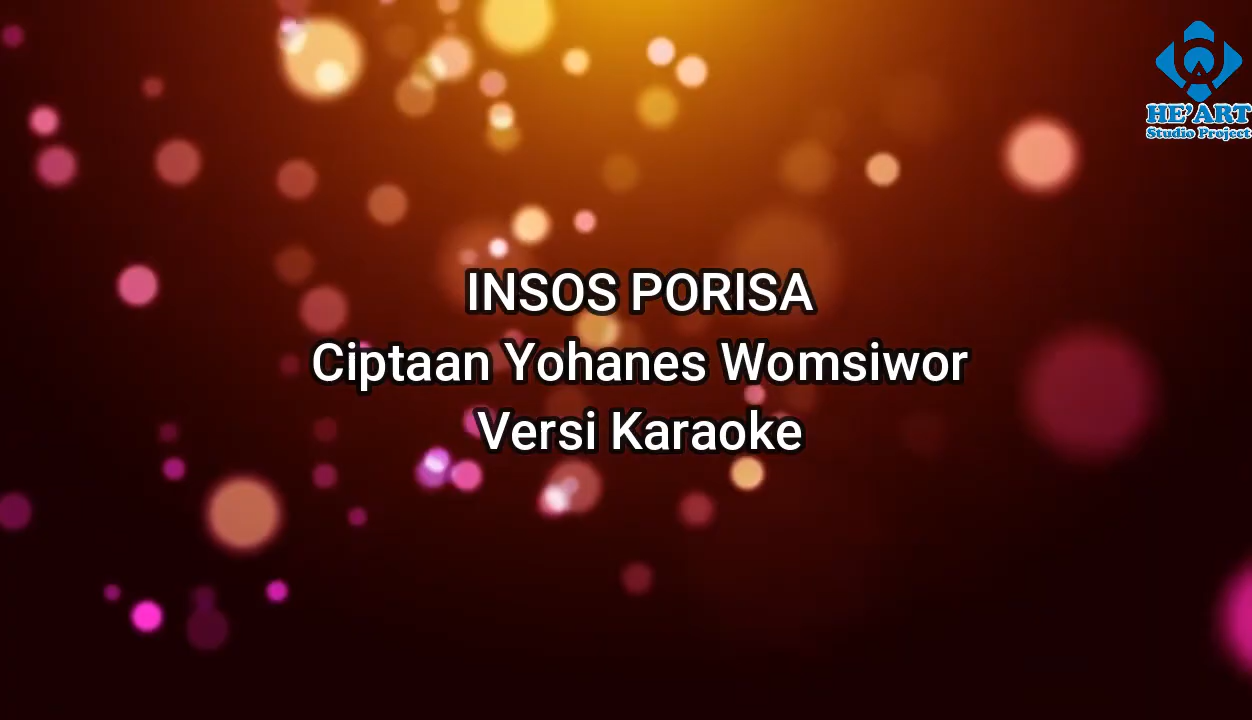 HE'ART
Studio Project
INSOS PORISA
Ciptaan Yohanes Womsiwor
Versi Karaoke